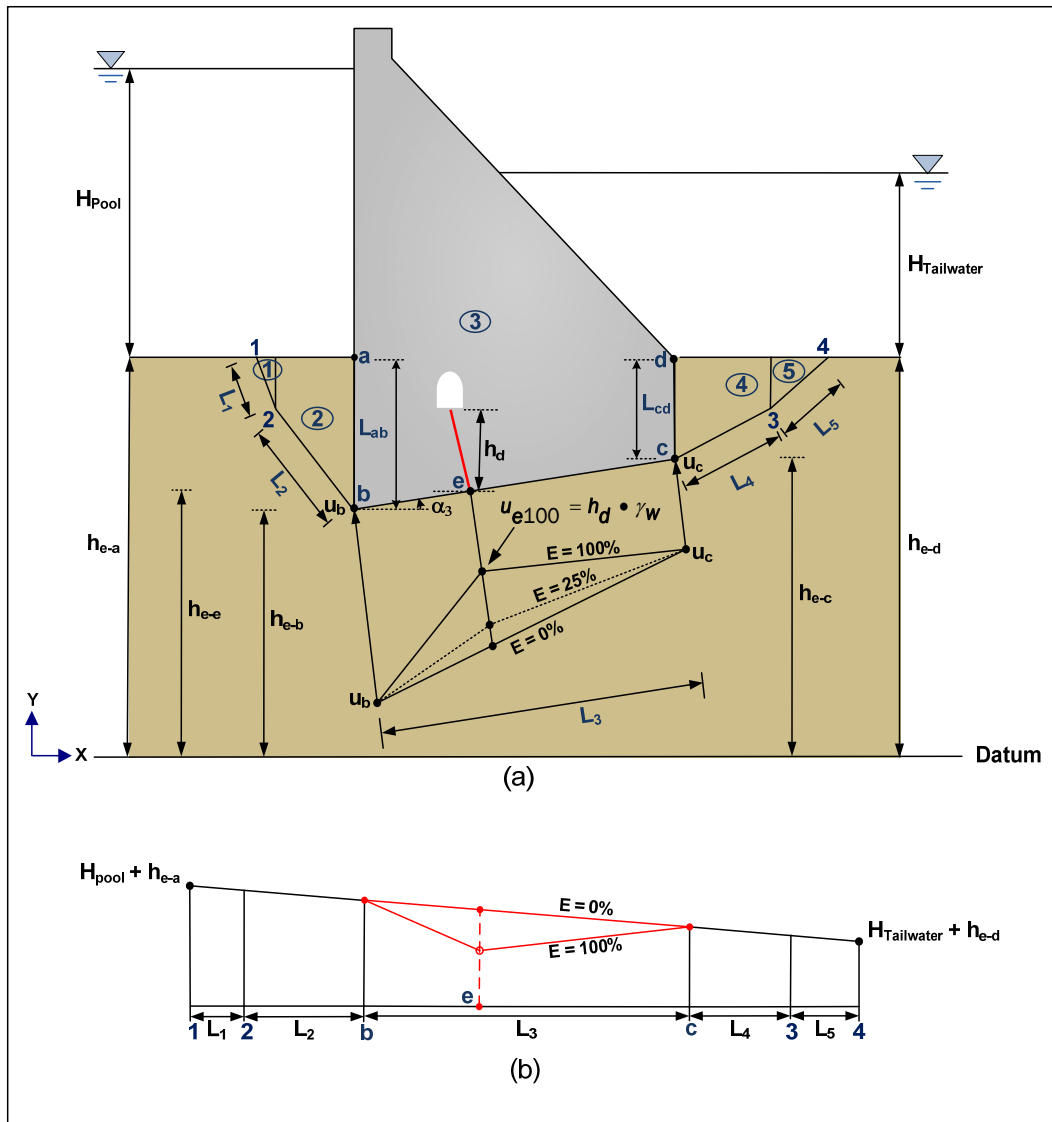 H_Pool
H_Tailwater
3
1
a
d
4
1
5
4
L_1
2
2
L_ab
h_d
L_cd
3
L_5
c
u_c
L_4
L_2
e
b
u_b
α_3
u_e100 = h_d • γ_w
h_e-a
h_e-d
E = 100%
u_c
h_e-e
h_e-b
E = 25%
h_e-c
E = 0%
u_b
L_3
Y
X
Datum
(a)
H_pool + h_e-a
E = 0%
E = 100%
H_Tailwater + h_e-d
e
1 L_1 2 L_2 b L_3 c L_4 3 L_5 4
(b)